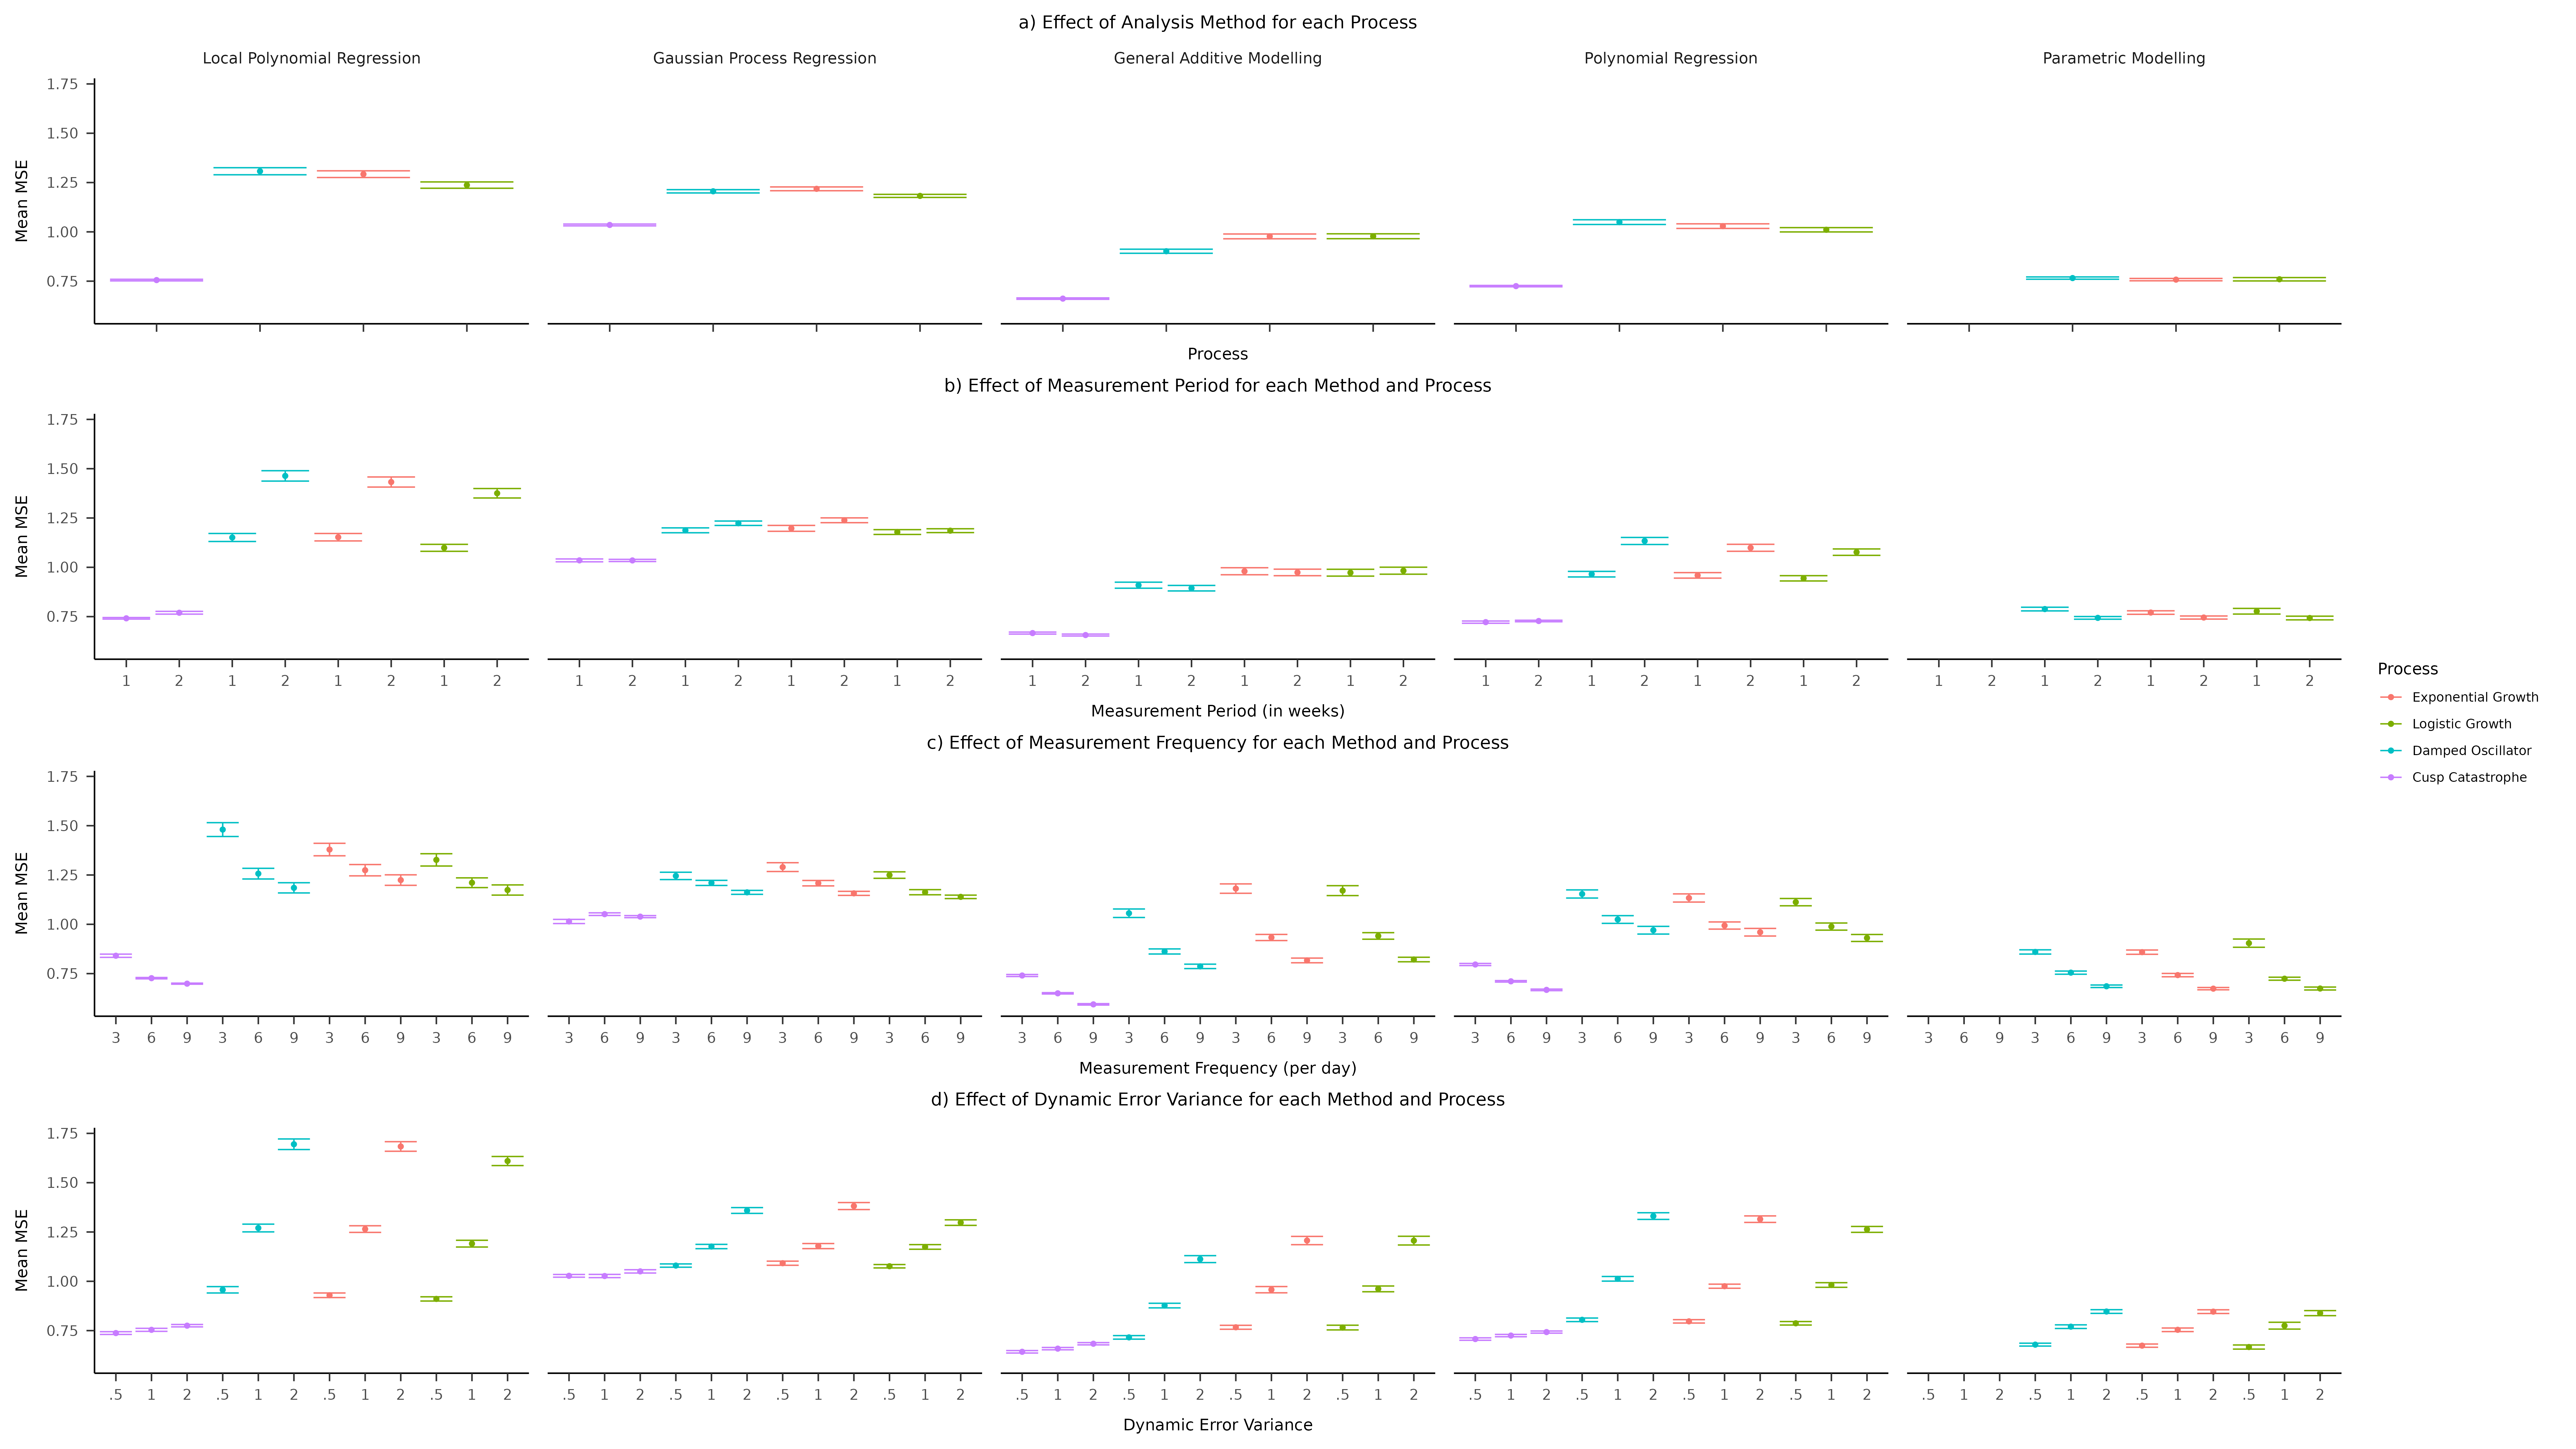 a) Effect of Analysis Method for each Process
Local Polynomial Regression Gaussian Process Regression General Additive Modelling Polynomial Regression Parametric Modelling
Mean MSE
1.75
1.50
1.25
1.00
0.75
Process
b) Effect of Measurement Period for each Method and Process
Mean MSE
1.75
1.50
1.25
1.00
0.75
1 2 1 2 1 2 1 2 1 2 1 2 1 2 1 2 1 2 1 2 1 2 1 2 1 2 1 2 1 2 1 2 1 2 1 2 1 2 1 2
Measurement Period (in weeks)
Process
Exponential Growth
Logistic Growth
Damped Oscillator
Cusp Catastrophe
c) Effect of Measurement Frequency for each Method and Process
Mean MSE
1.75
1.50
1.25
1.00
0.75
3 6 9 3 6 9 3 6 9 3 6 9 3 6 9 3 6 9 3 6 9 3 6 9 3 6 9 3 6 9 3 6 9 3 6 9 3 6 9 3 6 9 3 6 9 3 6 9 3 6 9 3 6 9 3 6 9 3 6 9
Measurement Frequency (per day)
d) Effect of Dynamic Error Variance for each Method and Process
Mean MSE
1.75
1.50
1.25
1.00
0.75
.5 1 2 .5 1 2 .5 1 2 .5 1 2 .5 1 2 .5 1 2 .5 1 2 .5 1 2 .5 1 2 .5 1 2 .5 1 2 .5 1 2 .5 1 2 .5 1 2 .5 1 2 .5 1 2 .5 1 2 .5 1 2 .5 1 2 .5 1 2
Dynamic Error Variance